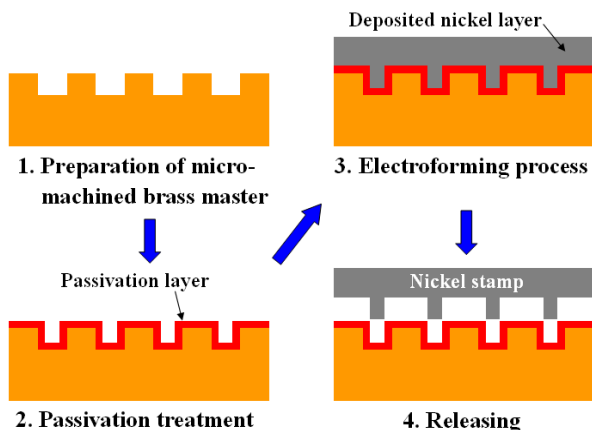 1. Preparation of micro-
machined brass master
Passivation layer
2. Passivation treatment
Deposited nickel layer
3. Electroforming process
Nickel stamp
4. Releasing